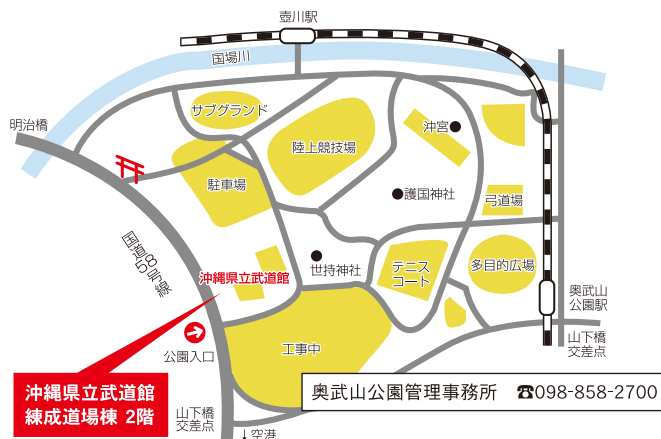 壺川駅
国場川
明治橋
サブグランド
陸上競技場
沖宮
駐車場
護国神社
弓道場
国道58号線
沖縄県立武道館
世持神社
テニス
コート
多目的広場
奥武山
公園駅
公園入口
工事中
山下橋
交差点
沖縄県立武道館
練成道場棟 2階
奥武山公園管理事務所 ☎098-858-2700
山下橋
交差点
↓空港